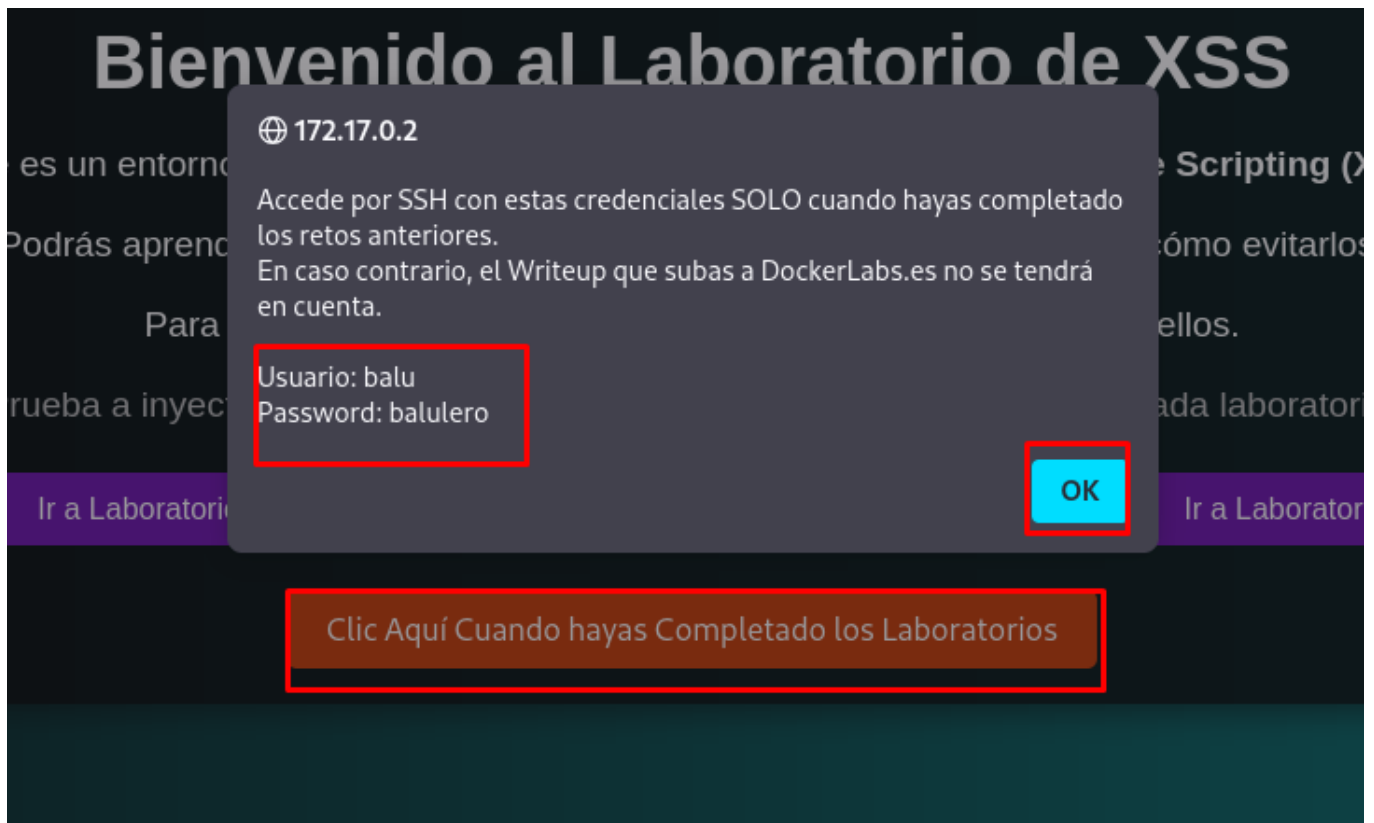 Bienvenido al Laboratorio de XSS
172.17.0.2
es un entorno Scripting (X
Accede por SSH con estas credenciales SOLO cuando hayas completado
los retos anteriores.
Podrás aprend cómo evitarlos
En caso contrario, el Writeup que subas a DockerLabs.es no se tendrá
en cuenta.
Para ellos.
Usuario: balu
Password: balulero
rueba a inyec ada laboratori
OK
Ir a Laboratorio Ir a Laborator
Clic Aquí Cuando hayas Completado los Laboratorios